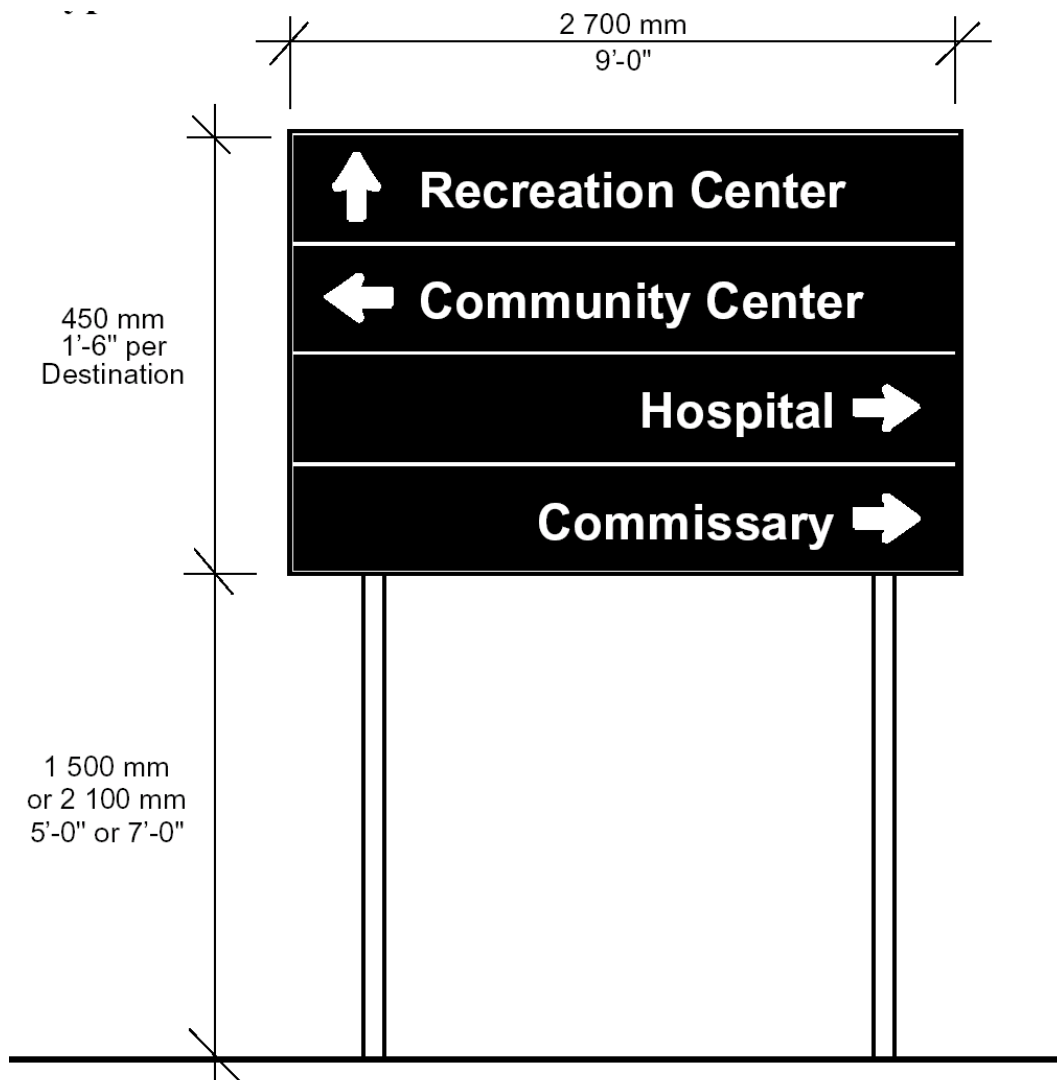 2 700 mm
9'-0"
Recreation Center
Community Center
Hospital
Commissary
450 mm
1'-6" per
Destination
1 500 mm
or 2 100 mm
5'-0" or 7'-0"